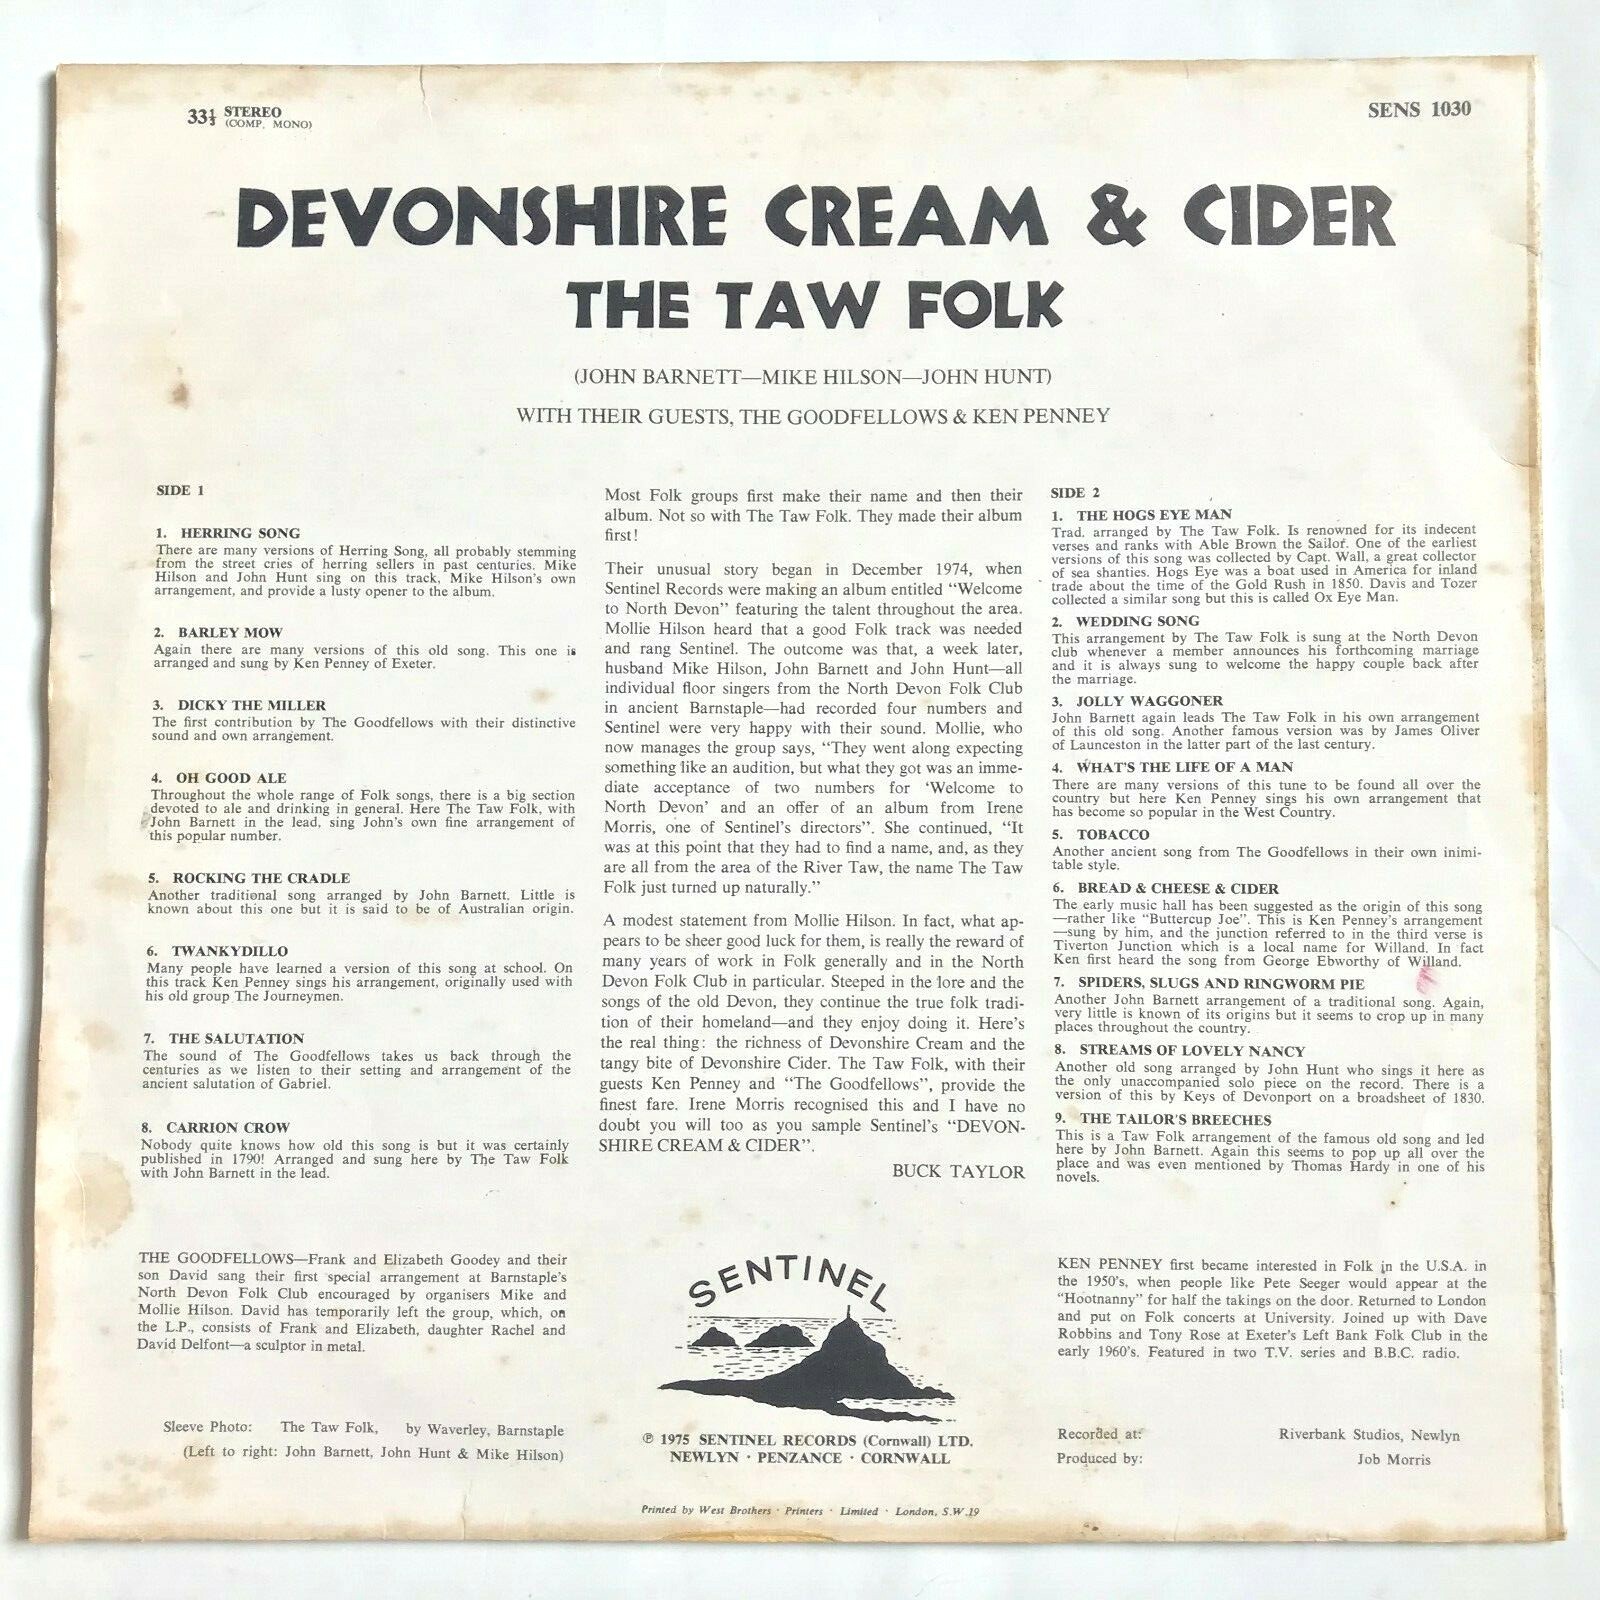 33⅓ STEREO
(COMP. MONO)
SENS 1030
DEVONSHIRE CREAM & CIDER
THE TAW FOLK
(JOHN BARNETT—MIKE HILSON—JOHN HUNT)
WITH THEIR GUESTS, THE GOODFELLOWS & KEN PENNEY
SIDE 1
1. HERRING SONG
There are many versions of Herring Song, all probably stemming
from the street cries of herring sellers in past centuries. Mike
Hilson and John Hunt sing on this track, Mike Hilson's own
arrangement, and provide a lusty opener to the album.
2. BARLEY MOW
Again there are many versions of this old song. This one is
arranged and sung by Ken Penney of Exeter.
3. DICKY THE MILLER
The first contribution by The Goodfellows with their distinctive
sound and own arrangement.
4. OH GOOD ALE
Throughout the whole range of Folk songs, there is a big section
devoted to ale and drinking in general. Here The Taw Folk, with
John Barnett in the lead, sing John's own fine arrangement of
this popular number.
5. ROCKING THE CRADLE
Another traditional song arranged by John Barnett. Little is
known about this one but it is said to be of Australian origin.
6. TWANKYDILLO
Many people have learned a version of this song at school. On
this track Ken Penney sings his arrangement, originally used with
his old group The Journeymen.
7. THE SALUTATION
The sound of The Goodfellows takes us back through the
centuries as we listen to their setting and arrangement of the
ancient salutation of Gabriel.
8. CARRION CROW
Nobody quite knows how old this song is but it was certainly
published in 1790! Arranged and sung here by The Taw Folk
with John Barnett in the lead.
Most Folk groups first make their name and then their
album. Not so with The Taw Folk. They made their album
first!
Their unusual story began in December 1974, when
Sentinel Records were making an album entitled "Welcome
to North Devon" featuring the talent throughout the area.
Mollie Hilson heard that a good Folk track was needed
and rang Sentinel. The outcome was that, a week later,
husband Mike Hilson, John Barnett and John Hunt—all
individual floor singers from the North Devon Folk Club
in ancient Barnstaple—had recorded four numbers and
Sentinel were very happy with their sound. Mollie, who
now manages the group says, "They went along expecting
something like an audition, but what they got was an imme-
diate acceptance of two numbers for 'Welcome to
North Devon' and an offer of an album from Irene
Morris, one of Sentinel's directors". She continued, "It
was at this point that they had to find a name, and, as they
are all from the area of the River Taw, the name The Taw
Folk just turned up naturally."
A modest statement from Mollie Hilson. In fact, what ap-
pears to be sheer good luck for them, is really the reward of
many years of work in Folk generally and in the North
Devon Folk Club in particular. Steeped in the lore and the
songs of the old Devon, they continue the true folk tradi-
tion of their homeland—and they enjoy doing it. Here's
the real thing: the richness of Devonshire Cream and the
tangy bite of Devonshire Cider. The Taw Folk, with their
guests Ken Penney and "The Goodfellows", provide the
finest fare. Irene Morris recognised this and I have no
doubt you will too as you sample Sentinel's "DEVON-
SHIRE CREAM & CIDER".
BUCK TAYLOR
SIDE 2
1. THE HOGS EYE MAN
Trad. arranged by The Taw Folk. Is renowned for its indecent
verses and ranks with Able Brown the Sailor. One of the earliest
versions of this song was collected by Capt. Wall, a great collector
of sea shanties. Hogs Eye was a boat used in America for inland
trade about the time of the Gold Rush in 1850. Davis and Tozer
collected a similar song but this is called Ox Eye Man.
2. WEDDING SONG
This arrangement by The Taw Folk is sung at the North Devon
club whenever a member announces his forthcoming marriage
and it is always sung to welcome the happy couple back after
the marriage.
3. JOLLY WAGGONER
John Barnett again leads The Taw Folk in his own arrangement
of this old song. Another famous version was by James Oliver
of Launceston in the latter part of the last century.
4. WHAT'S THE LIFE OF A MAN
There are many versions of this tune to be found all over the
country but here Ken Penney sings his own arrangement that
has become so popular in the West Country.
5. TOBACCO
Another ancient song from The Goodfellows in their own inimi-
table style.
6. BREAD & CHEESE & CIDER
The early music hall has been suggested as the origin of this song
—rather like "Buttercup Joe". This is Ken Penney's arrangement
—sung by him, and the junction referred to in the third verse is
Tiverton Junction which is a local name for Willand. In fact
Ken first heard the song from George Ebworthy of Willand.
7. SPIDERS, SLUGS AND RINGWORM PIE
Another John Barnett arrangement of a traditional song. Again,
very little is known of its origins but it seems to crop up in many
places throughout the country.
8. STREAMS OF LOVELY NANCY
Another old song arranged by John Hunt who sings it here as
the only unaccompanied solo piece on the record. There is a
version of this by Keys of Devonport on a broadsheet of 1830.
9. THE TAILOR'S BREECHES
This is a Taw Folk arrangement of the famous old song and led
here by John Barnett. Again this seems to pop up all over the
place and was even mentioned by Thomas Hardy in one of his
novels.
THE GOODFELLOWS—Frank and Elizabeth Goodey and their
son David sang their first special arrangement at Barnstaple's
North Devon Folk Club encouraged by organisers Mike and
Mollie Hilson. David has temporarily left the group, which, on
the L.P., consists of Frank and Elizabeth, daughter Rachel and
David Delfont—a sculptor in metal.
Sleeve Photo: The Taw Folk, by Waverley, Barnstaple
(Left to right: John Barnett, John Hunt & Mike Hilson)
SENTINEL
℗ 1975 SENTINEL RECORDS (Cornwall) LTD.
NEWLYN · PENZANCE · CORNWALL
KEN PENNEY first became interested in Folk in the U.S.A. in
the 1950's, when people like Pete Seeger would appear at the
"Hootnanny" for half the takings on the door. Returned to London
and put on Folk concerts at University. Joined up with Dave
Robbins and Tony Rose at Exeter's Left Bank Folk Club in the
early 1960's. Featured in two T.V. series and B.B.C. radio.
Recorded at: Riverbank Studios, Newlyn
Produced by: Job Morris
Printed by West Brothers · Printers · Limited · London, S.W.19